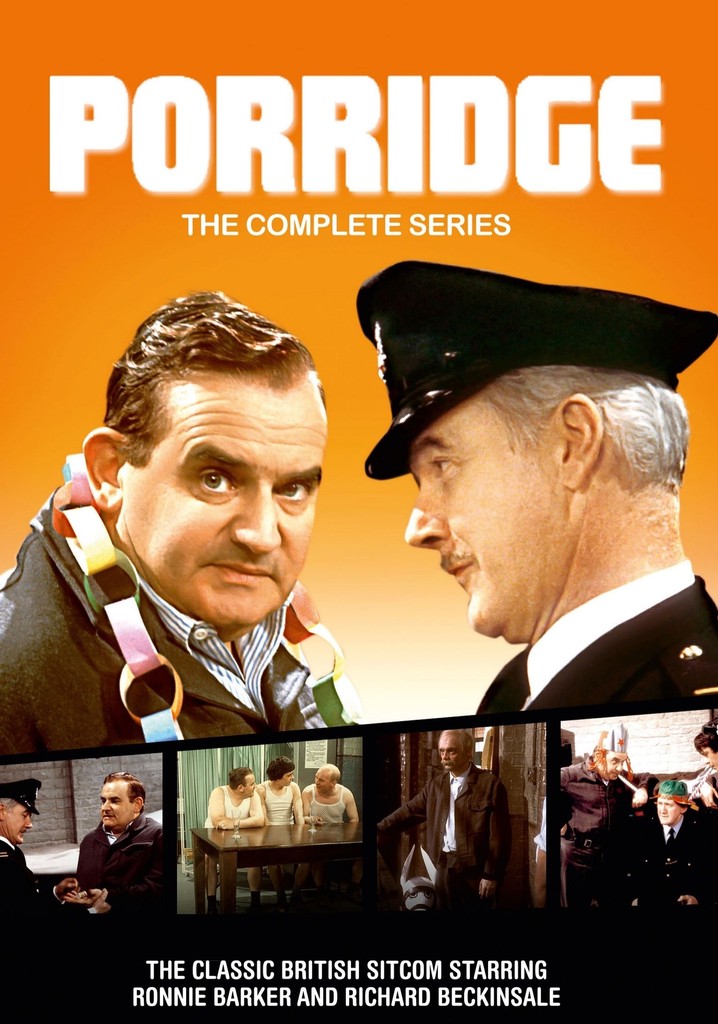 PORRIDGE
THE COMPLETE SERIES
THE CLASSIC BRITISH SITCOM STARRING
RONNIE BARKER AND RICHARD BECKINSALE